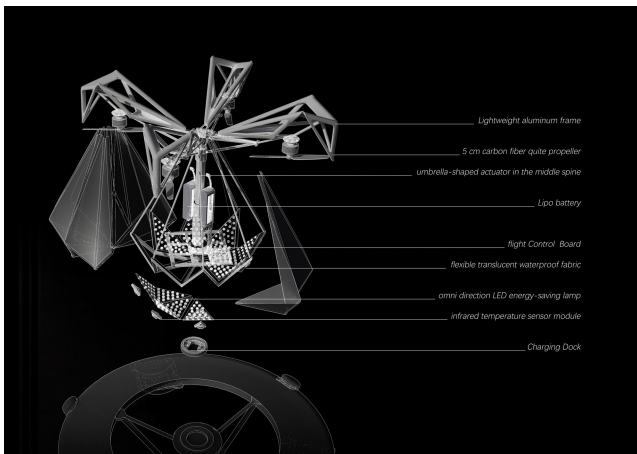 Lightweight aluminum frame
5 cm carbon fiber quite propeller
umbrella-shaped actuator in the middle spine
Lipo battery
flight Control Board
flexible translucent waterproof fabric
omni direction LED energy-saving lamp
infrared temperature sensor module
Charging Dock